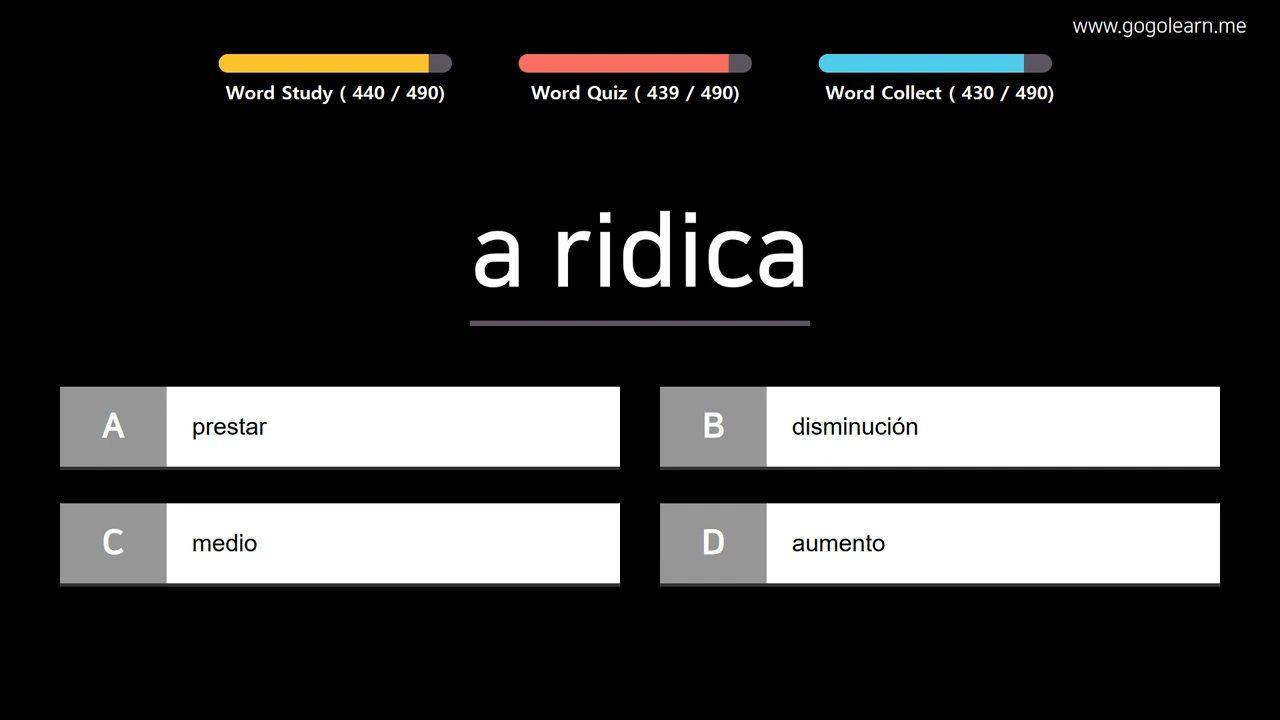 www.gogolearn.me
Word Study ( 440 / 490)
Word Quiz ( 439 / 490)
Word Collect ( 430 / 490)
a ridica
A prestar
B disminución
C medio
D aumento